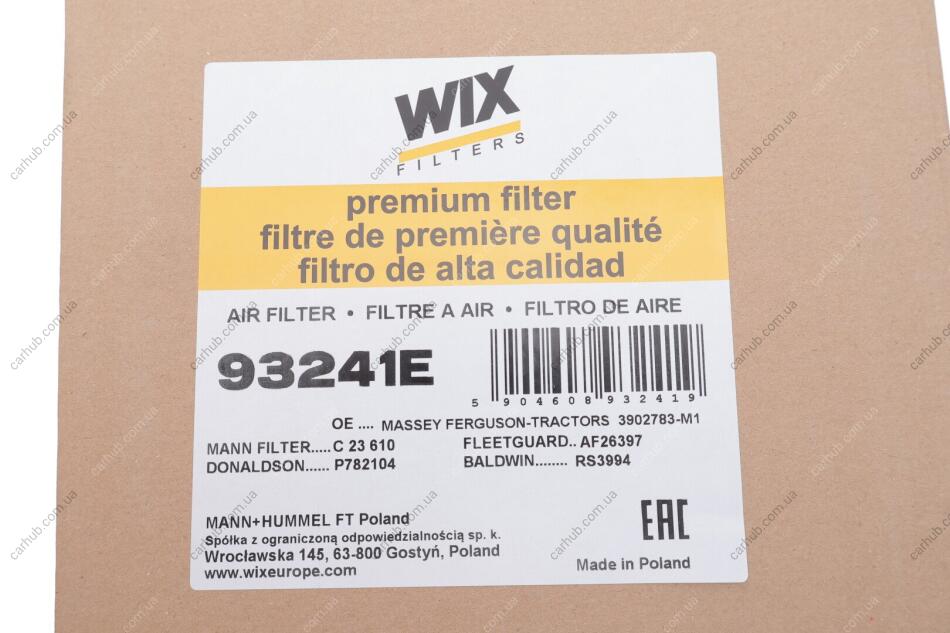 WIX
FILTERS
premium filter
filtre de première qualité
filtro de alta calidad
AIR FILTER • FILTRE A AIR • FILTRO DE AIRE
93241E
5 904608 932419
OE .... MASSEY FERGUSON-TRACTORS 3902783-M1
MANN FILTER.....C 23 610 FLEETGUARD.. AF26397
DONALDSON...... P782104 BALDWIN........ RS3994
MANN+HUMMEL FT Poland
Spółka z ograniczoną odpowiedzialnością sp. k.
Wrocławska 145, 63-800 Gostyń, Poland
www.wixeurope.com
EAC
Made in Poland
carhub.com.ua